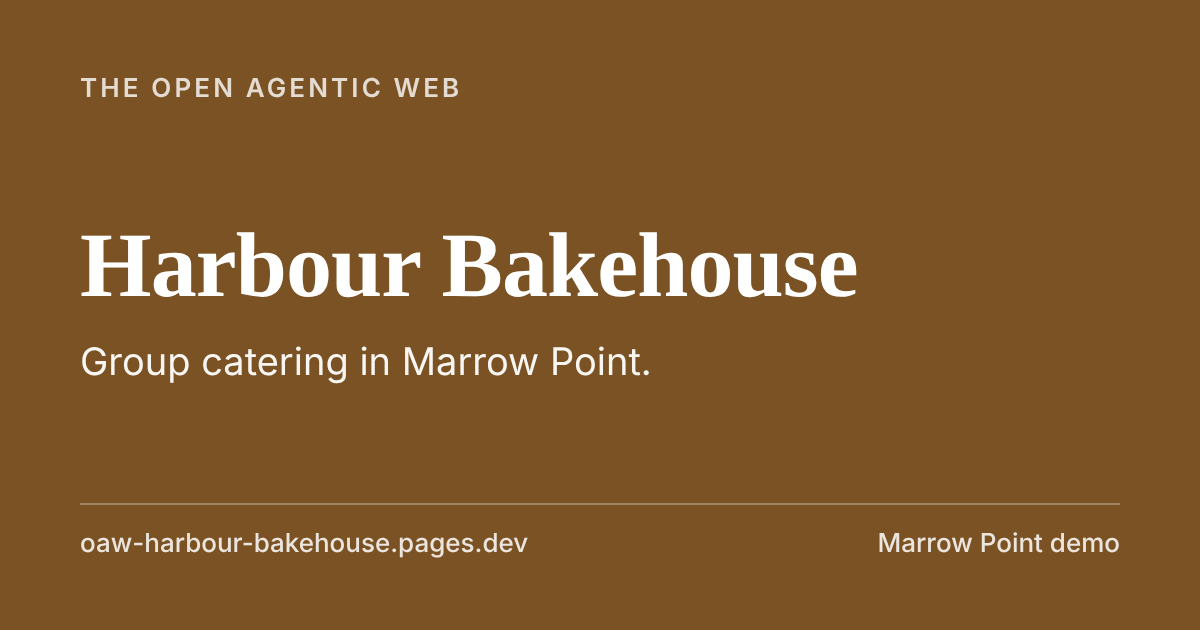 THE OPEN AGENTIC WEB
Harbour Bakehouse
Group catering in Marrow Point.
oaw-harbour-bakehouse.pages.dev
Marrow Point demo